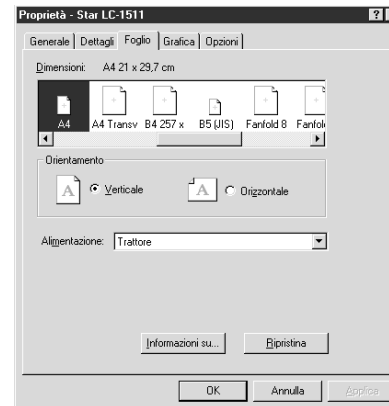 Proprietà - Star LC-1511
Generale Dettagli Foglio Grafica Opzioni
Dimensioni: A4 21 x 29,7 cm
A4 A4 Transv B4 257 x B5 (JIS) Fanfold 8 Fanfol
Orientamento
A Verticale A Orizzontale
Alimentazione: Trattore
Informazioni su... Ripristina
OK Annulla Applica